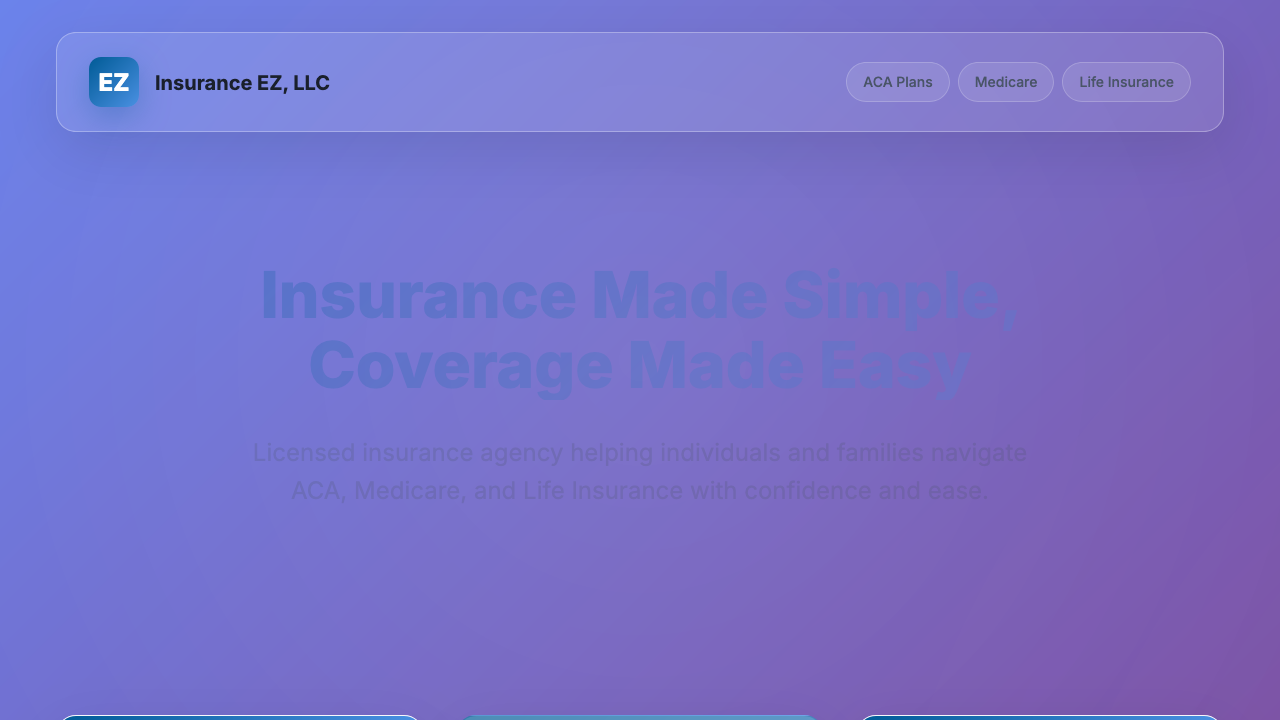 EZ
Insurance EZ, LLC
ACA Plans
Medicare
Life Insurance
Insurance Made Simple,
Coverage Made Easy
Licensed insurance agency helping individuals and families navigate
ACA, Medicare, and Life Insurance with confidence and ease.